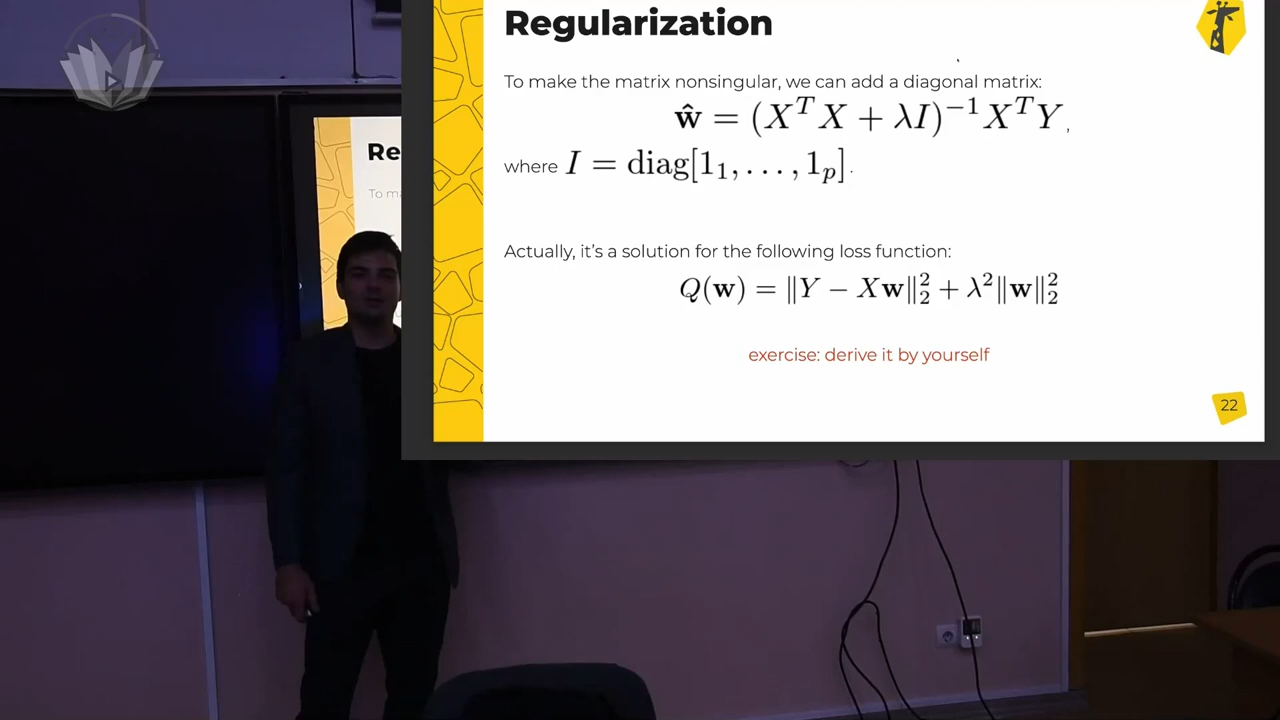 Regularization
To make the matrix nonsingular, we can add a diagonal matrix:
ŵ = (XᵀX + λI)⁻¹XᵀY ,
where I = diag[1₁, . . . , 1ₚ] .
Actually, it's a solution for the following loss function:
Q(w) = ‖Y − Xw‖₂² + λ²‖w‖₂²
exercise: derive it by yourself
22
Re
To m